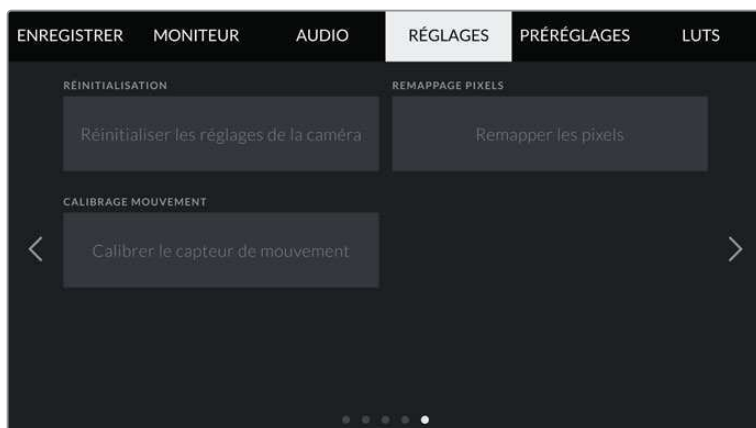 ENREGISTRER MONITEUR AUDIO RÉGLAGES PRÉRÉGLAGES LUTS
RÉINITIALISATION REMAPPAGE PIXELS
Réinitialiser les réglages de la caméra Remapper les pixels
CALIBRAGE MOUVEMENT
Calibrer le capteur de mouvement